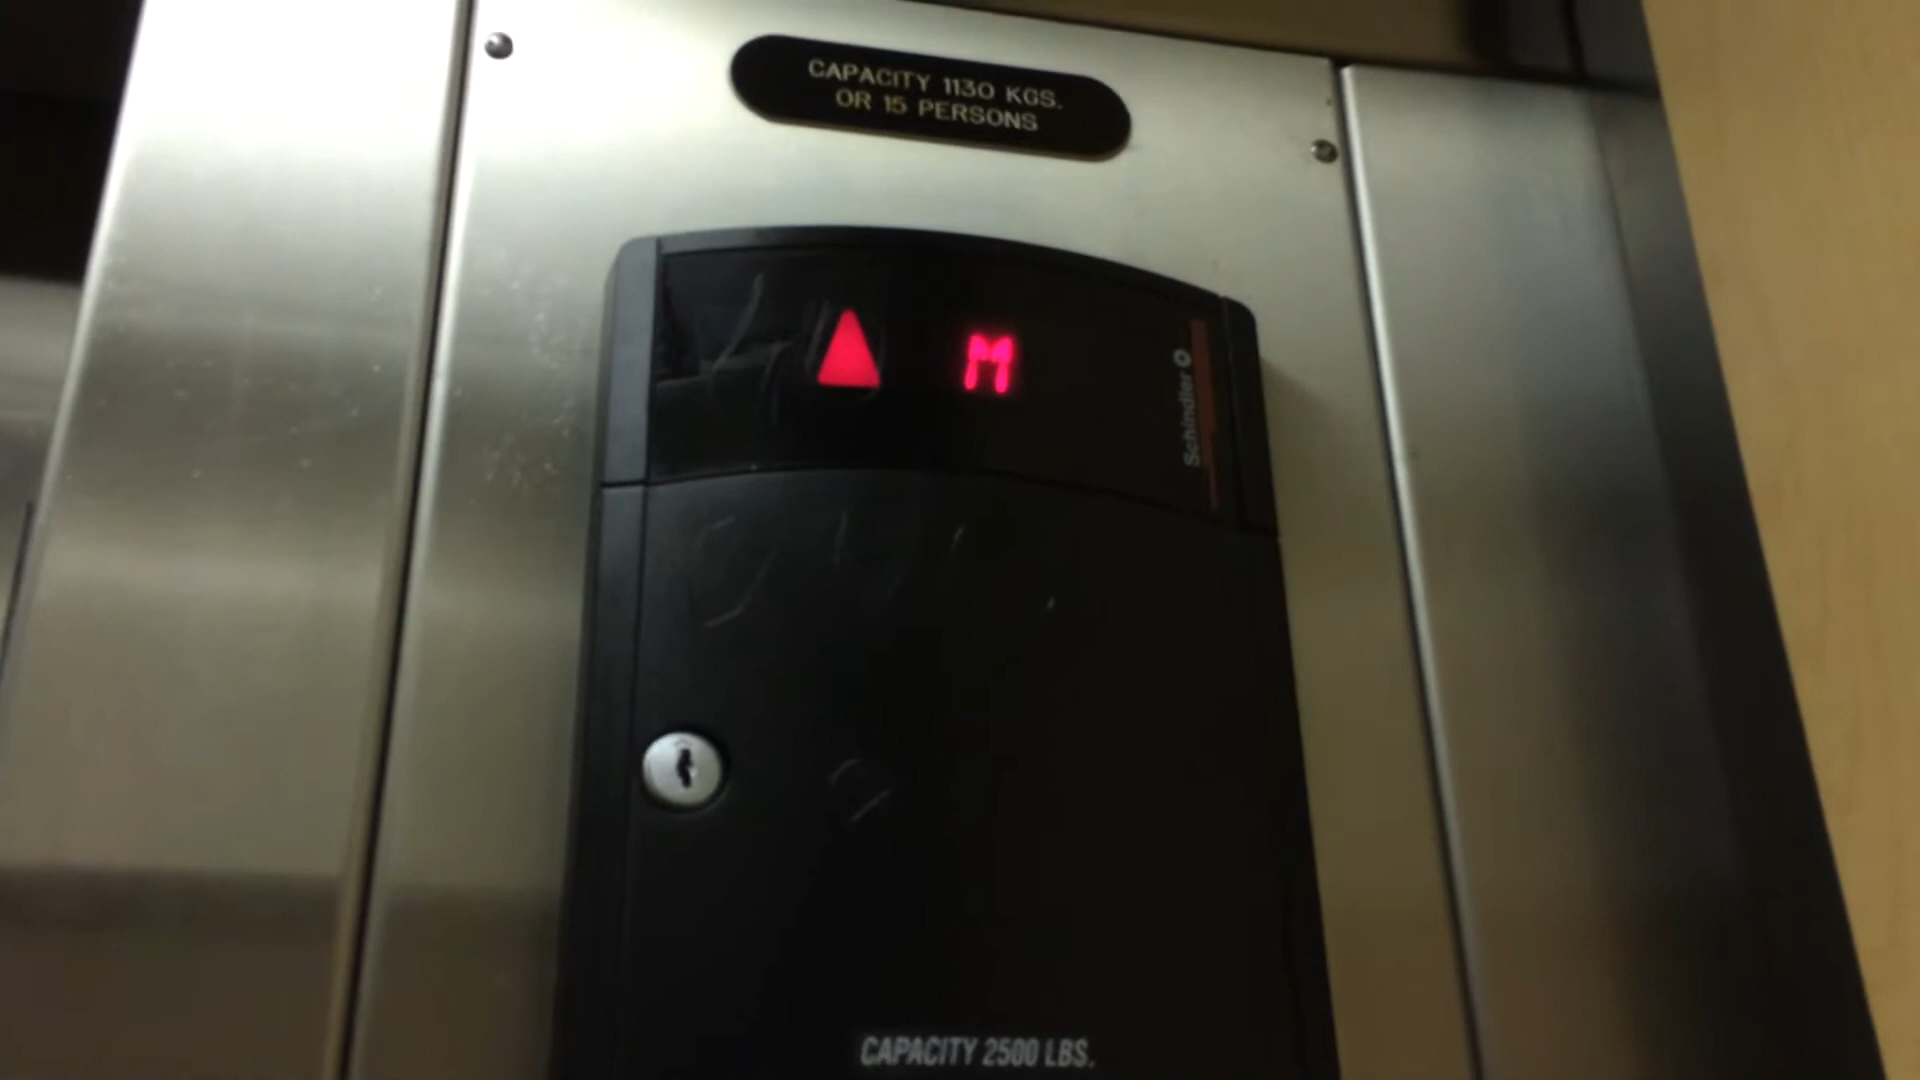 CAPACITY 1130 KGS.
OR 15 PERSONS
M
Schindler
CAPACITY 2500 LBS.